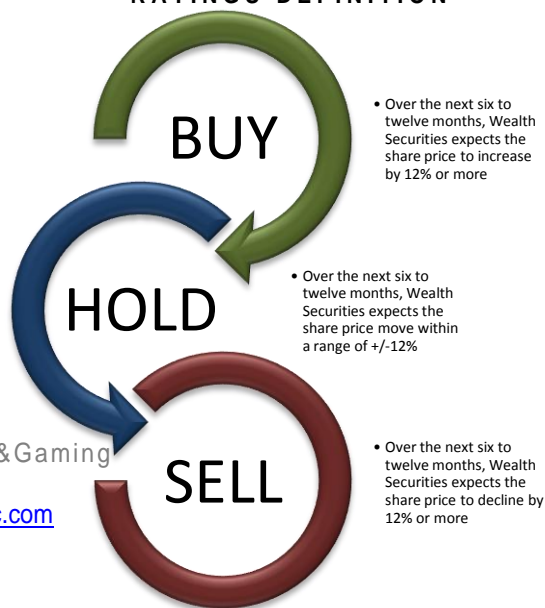 BUY
• Over the next six to
twelve months, Wealth
Securities expects the
share price to increase
by 12% or more
HOLD
• Over the next six to
twelve months, Wealth
Securities expects the
share price move within
a range of +/-12%
&Gaming
SELL
c.com
• Over the next six to
twelve months, Wealth
Securities expects the
share price to decline by
12% or more